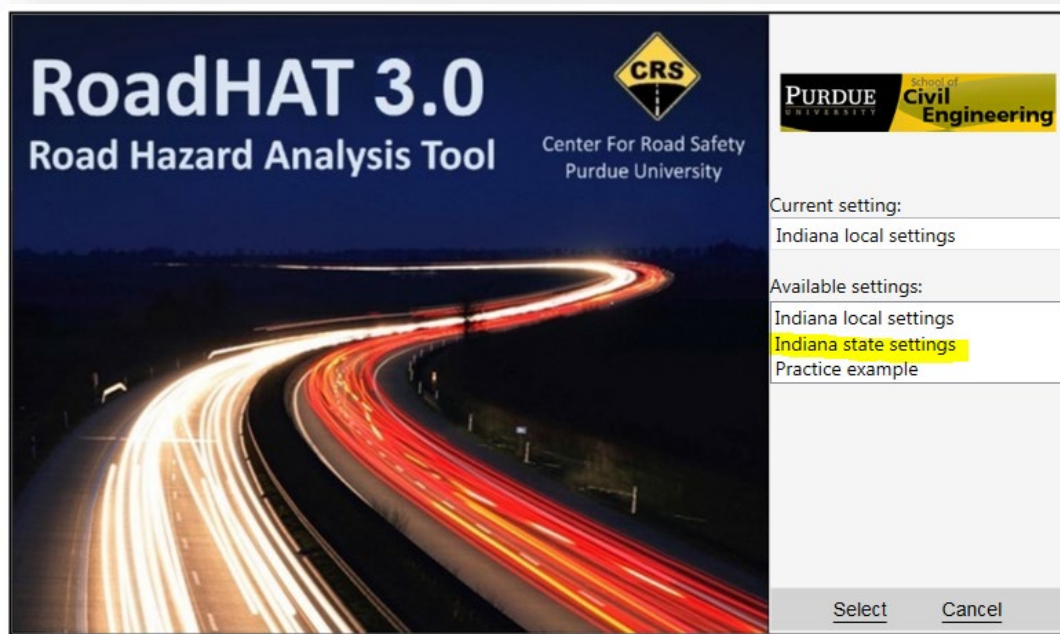 RoadHAT 3.0
Road Hazard Analysis Tool
CRS
Center For Road Safety
Purdue University
PURDUE
UNIVERSITY
School of
Civil
Engineering
Current setting:
Indiana local settings
Available settings:
Indiana local settings
Indiana state settings
Practice example
Select Cancel